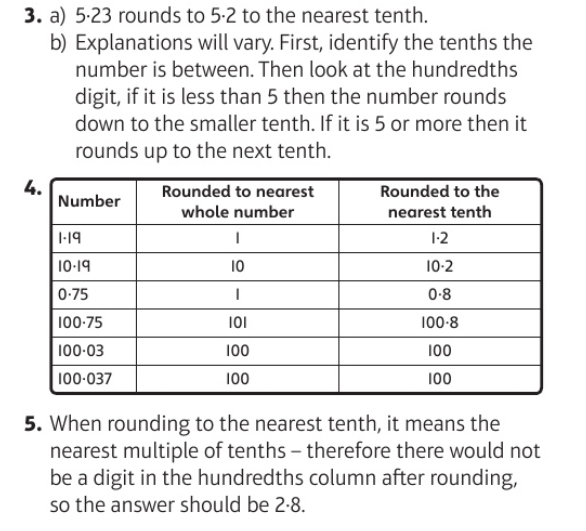 3. a) 5·23 rounds to 5·2 to the nearest tenth.
b) Explanations will vary. First, identify the tenths the
number is between. Then look at the hundredths
digit, if it is less than 5 then the number rounds
down to the smaller tenth. If it is 5 or more then it
rounds up to the next tenth.
4.
Number Rounded to nearest whole number Rounded to the nearest tenth
1·19 1 1·2
10·19 10 10·2
0·75 1 0·8
100·75 101 100·8
100·03 100 100
100·037 100 100
5. When rounding to the nearest tenth, it means the
nearest multiple of tenths – therefore there would not
be a digit in the hundredths column after rounding,
so the answer should be 2·8.